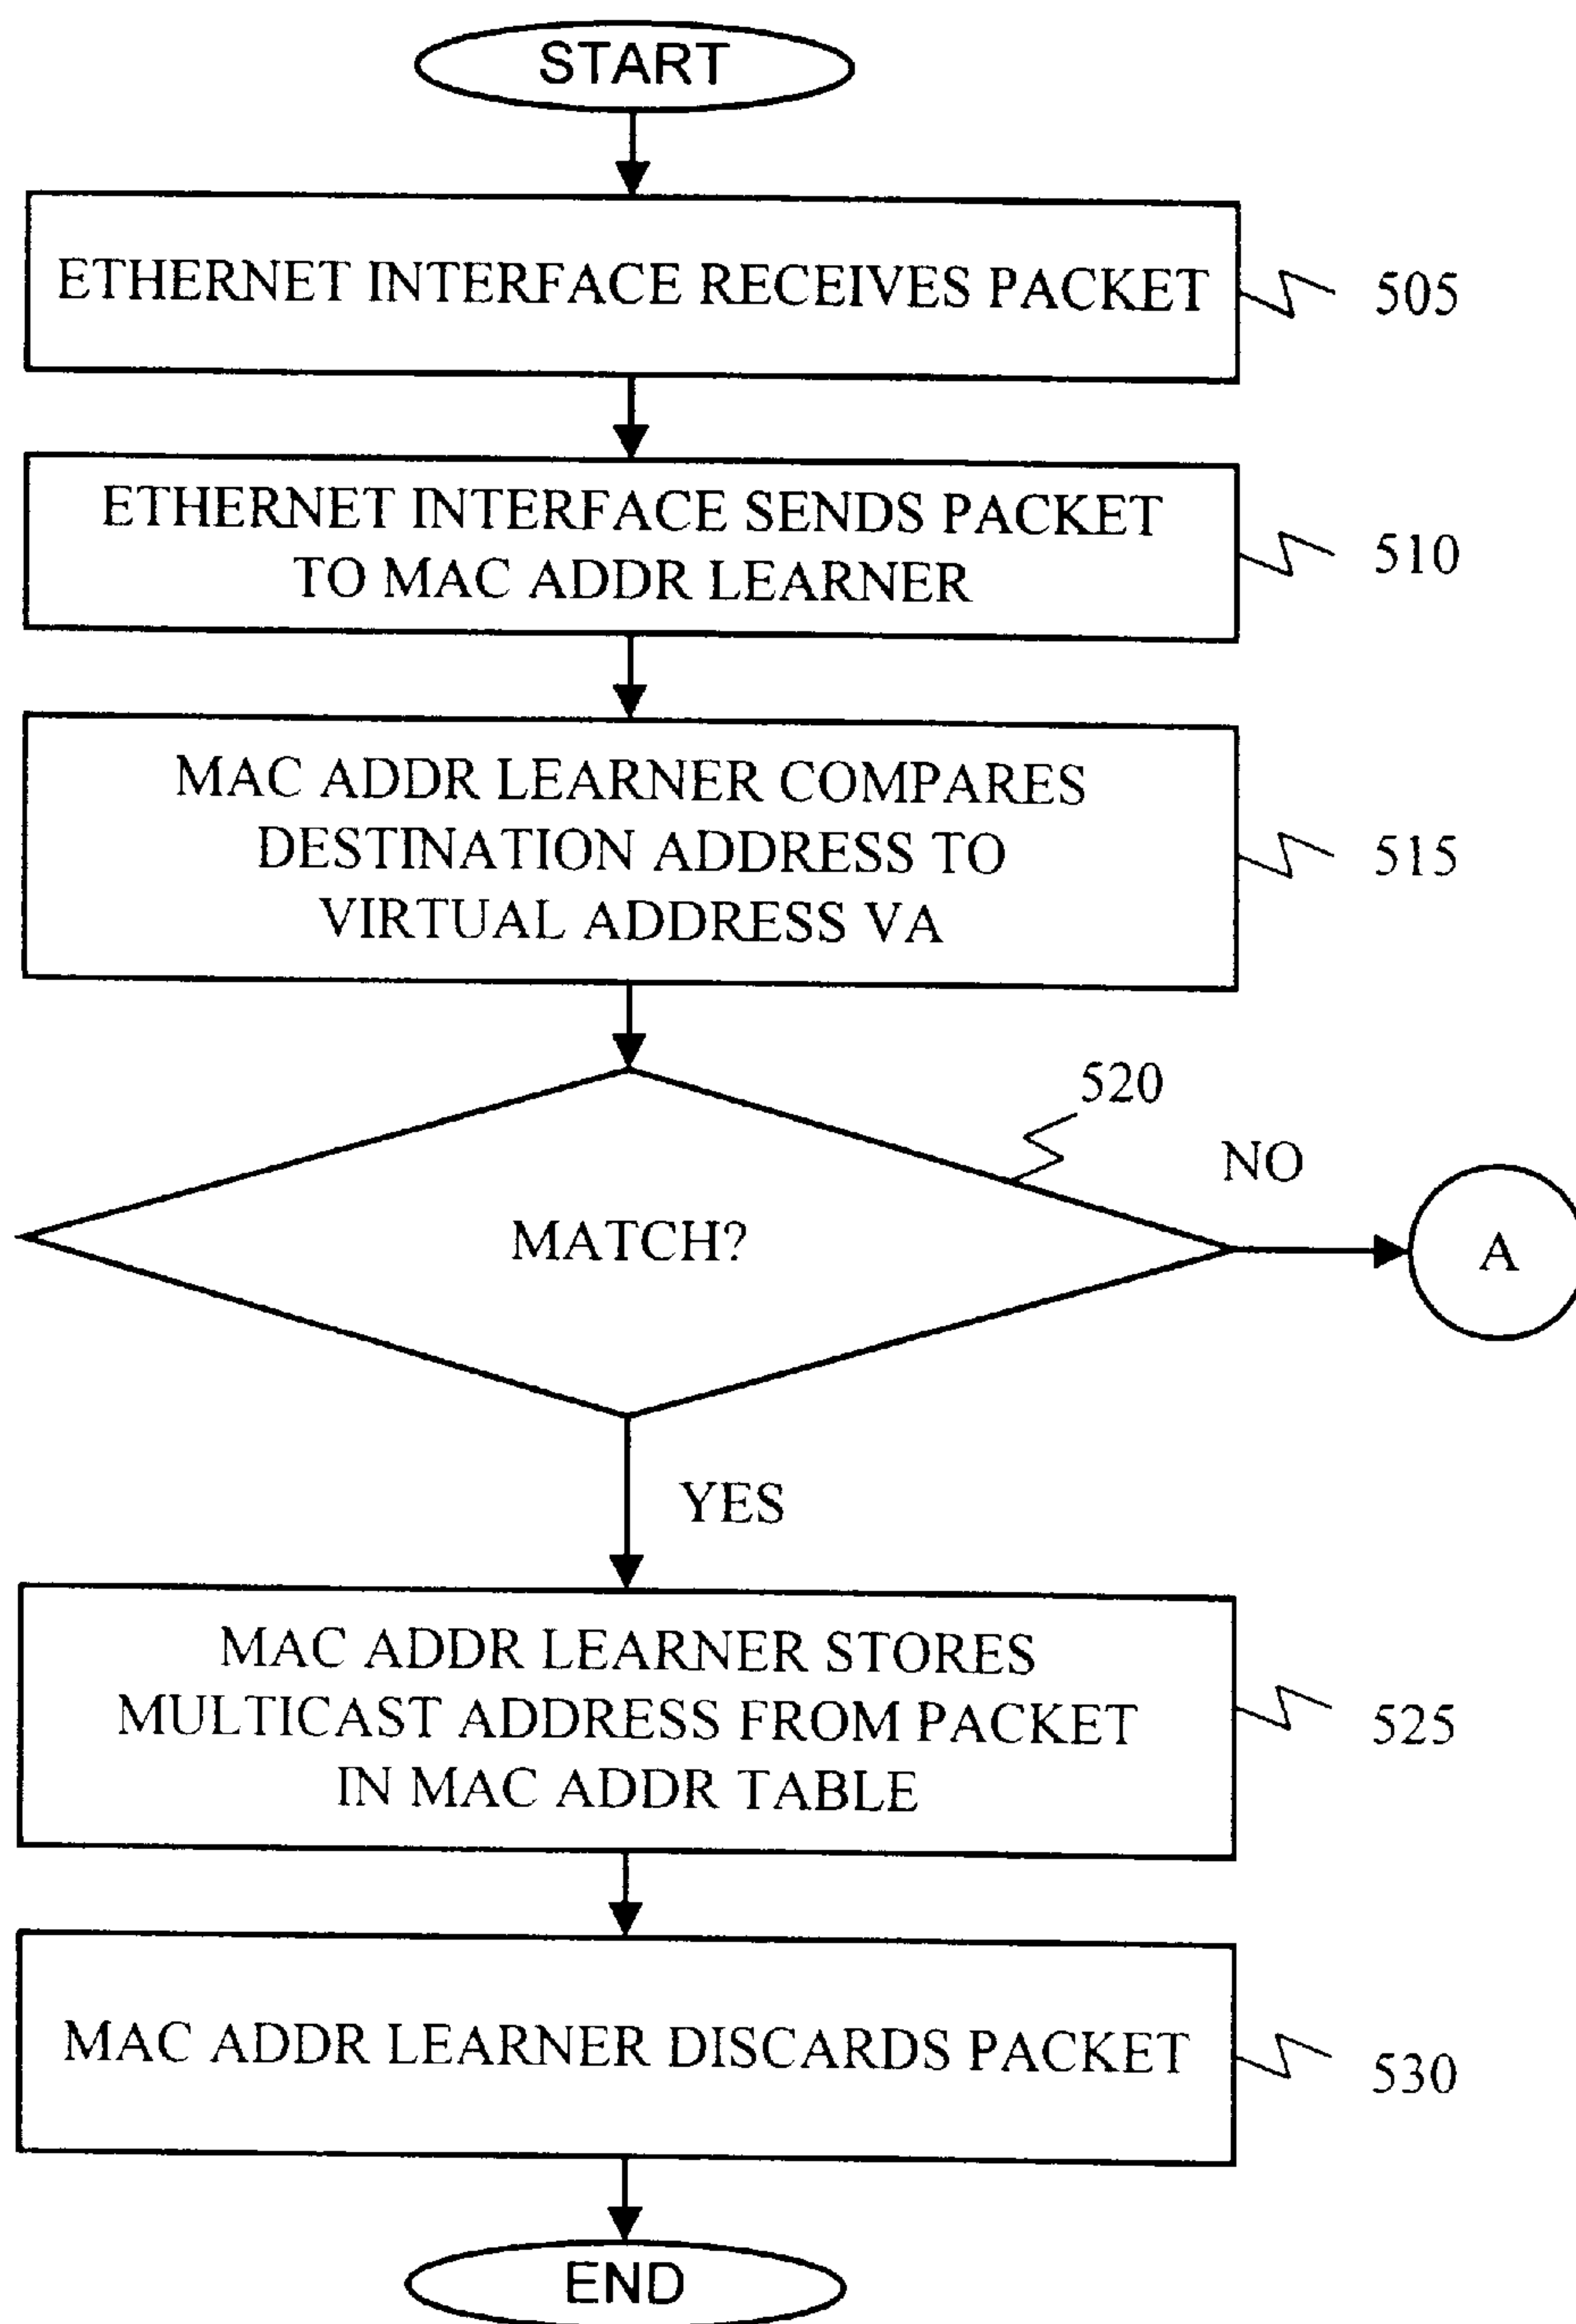 START
ETHERNET INTERFACE RECEIVES PACKET
505
ETHERNET INTERFACE SENDS PACKET
TO MAC ADDR LEARNER
510
MAC ADDR LEARNER COMPARES
DESTINATION ADDRESS TO
VIRTUAL ADDRESS VA
515
520
NO
MATCH?
A
YES
MAC ADDR LEARNER STORES
MULTICAST ADDRESS FROM PACKET
IN MAC ADDR TABLE
525
MAC ADDR LEARNER DISCARDS PACKET
530
END